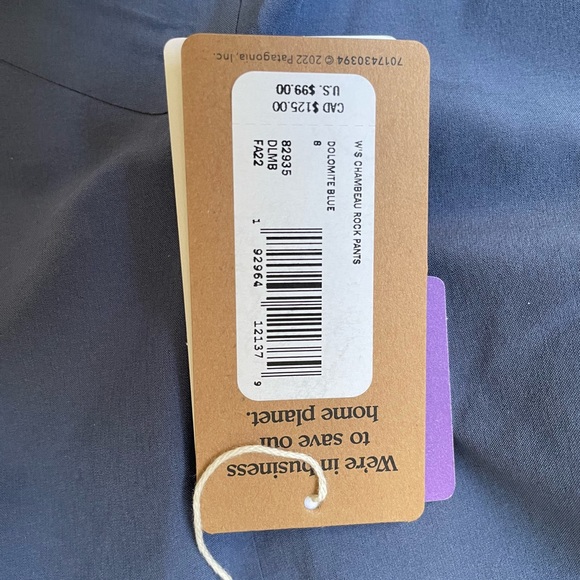 7017430394 © 2022 Patagonia, Inc.
CAD $125.00
U.S. $99.00
W'S CHAMBEAU ROCK PANTS
DOLOMITE BLUE
8
82935
DLMB
FA22
1 92964 12137 9
We're in business
to save our
home planet.